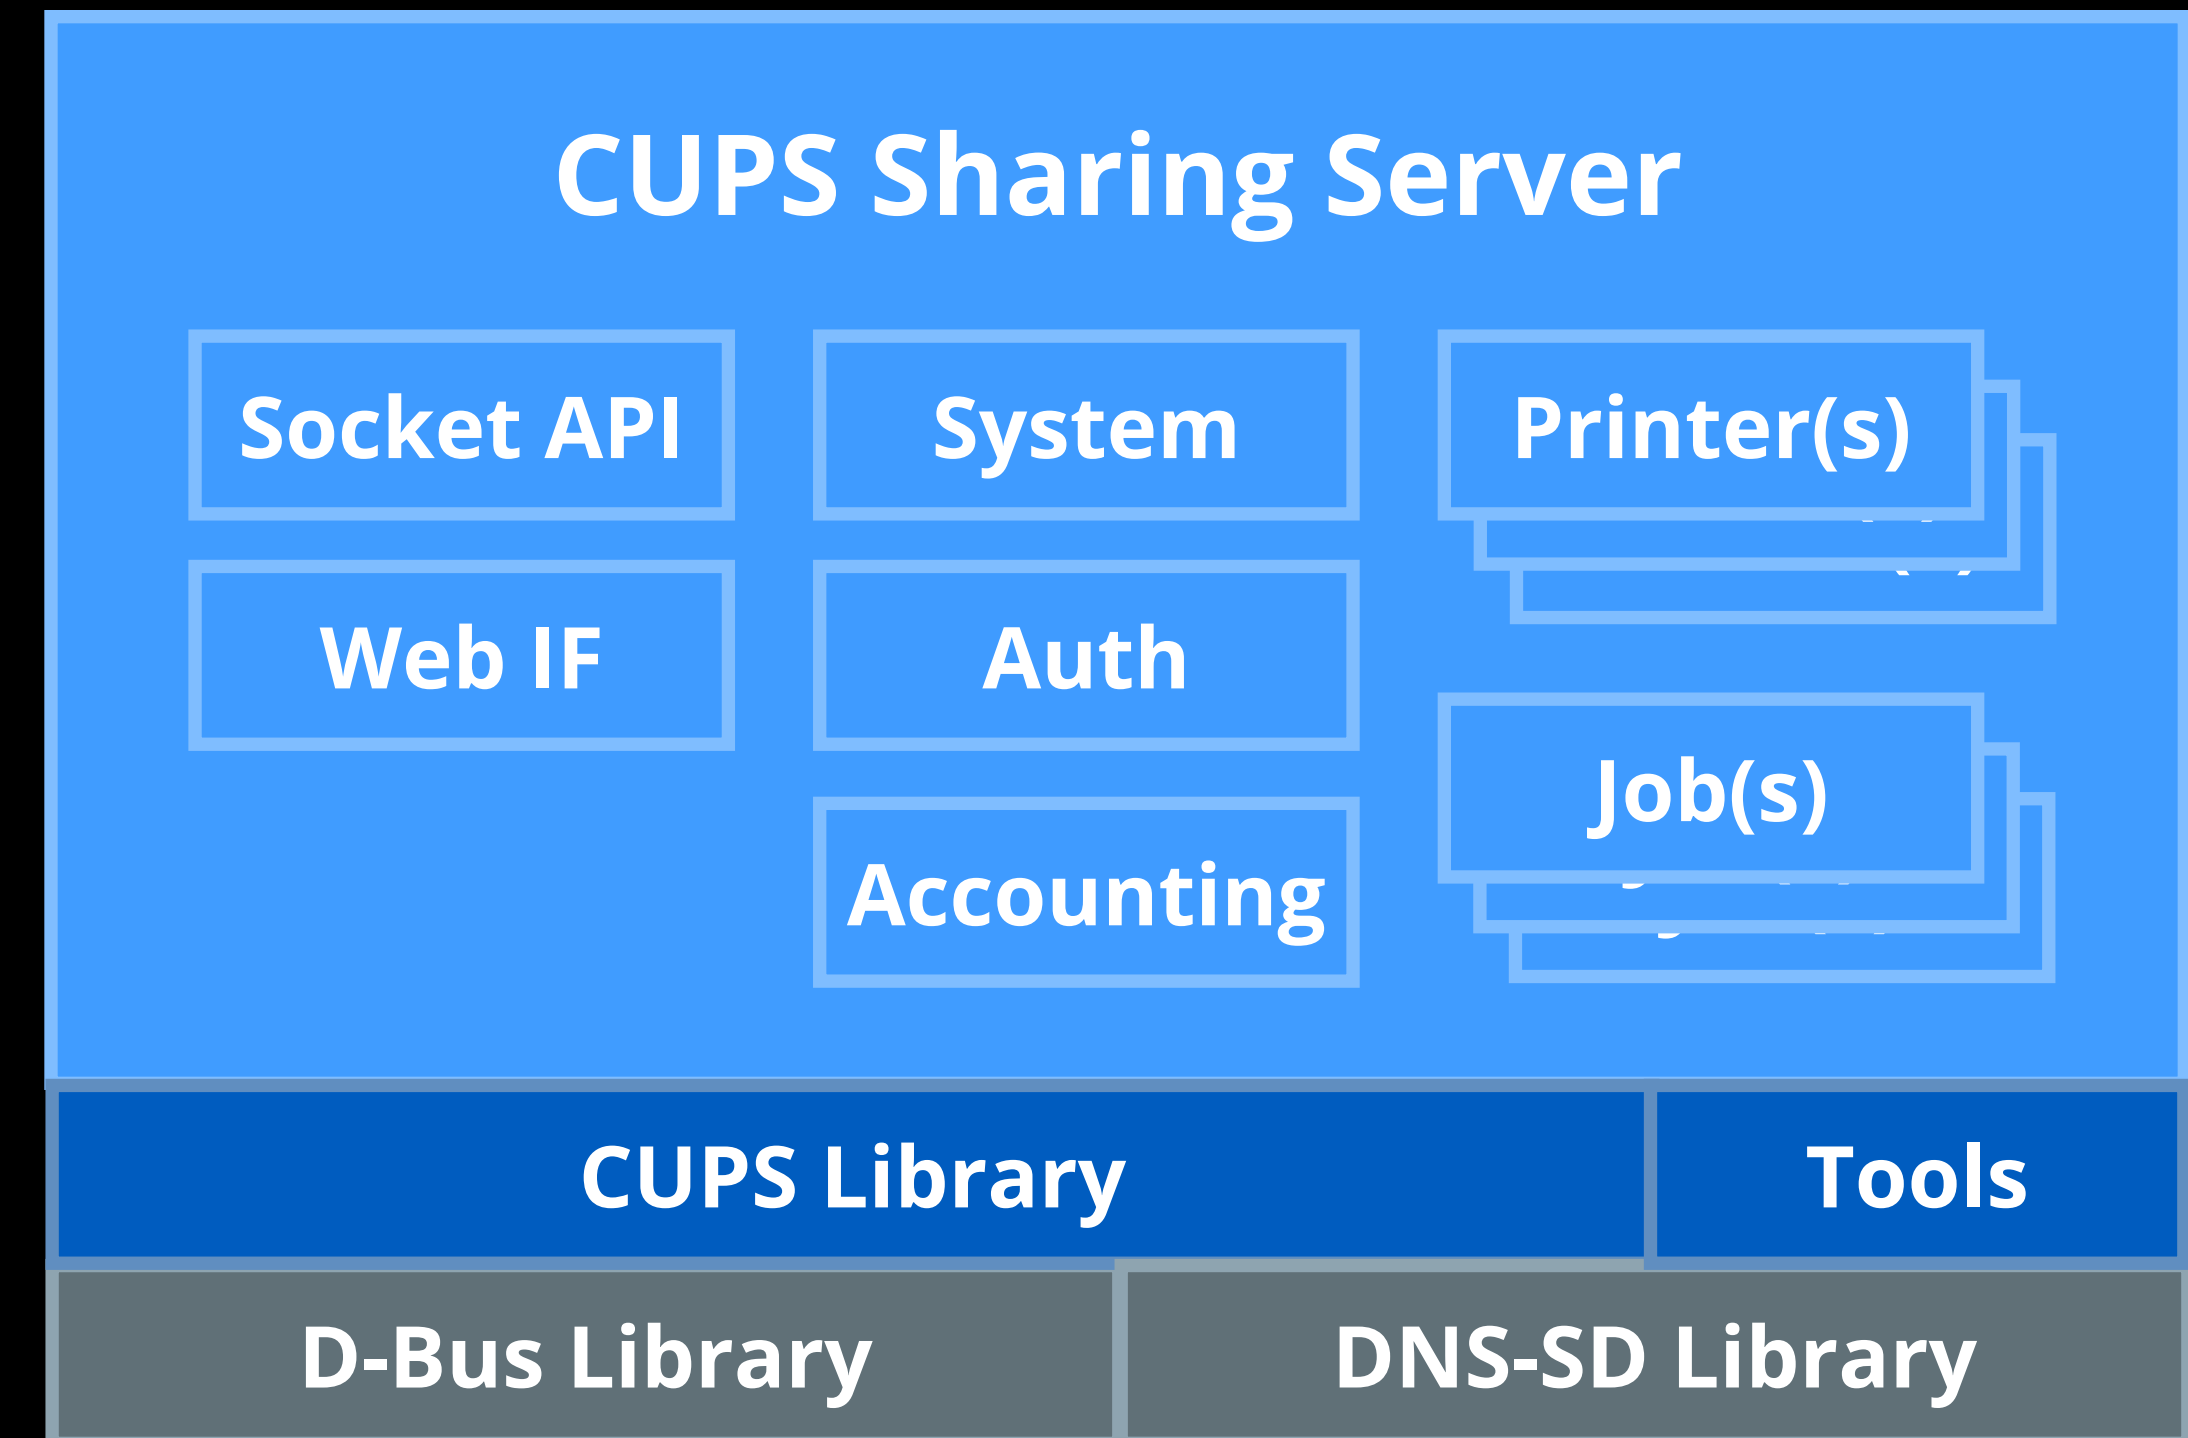 CUPS Sharing Server
Socket API
System
Printer(s)
Web IF
Auth
Job(s)
Accounting
CUPS Library
Tools
D-Bus Library
DNS-SD Library